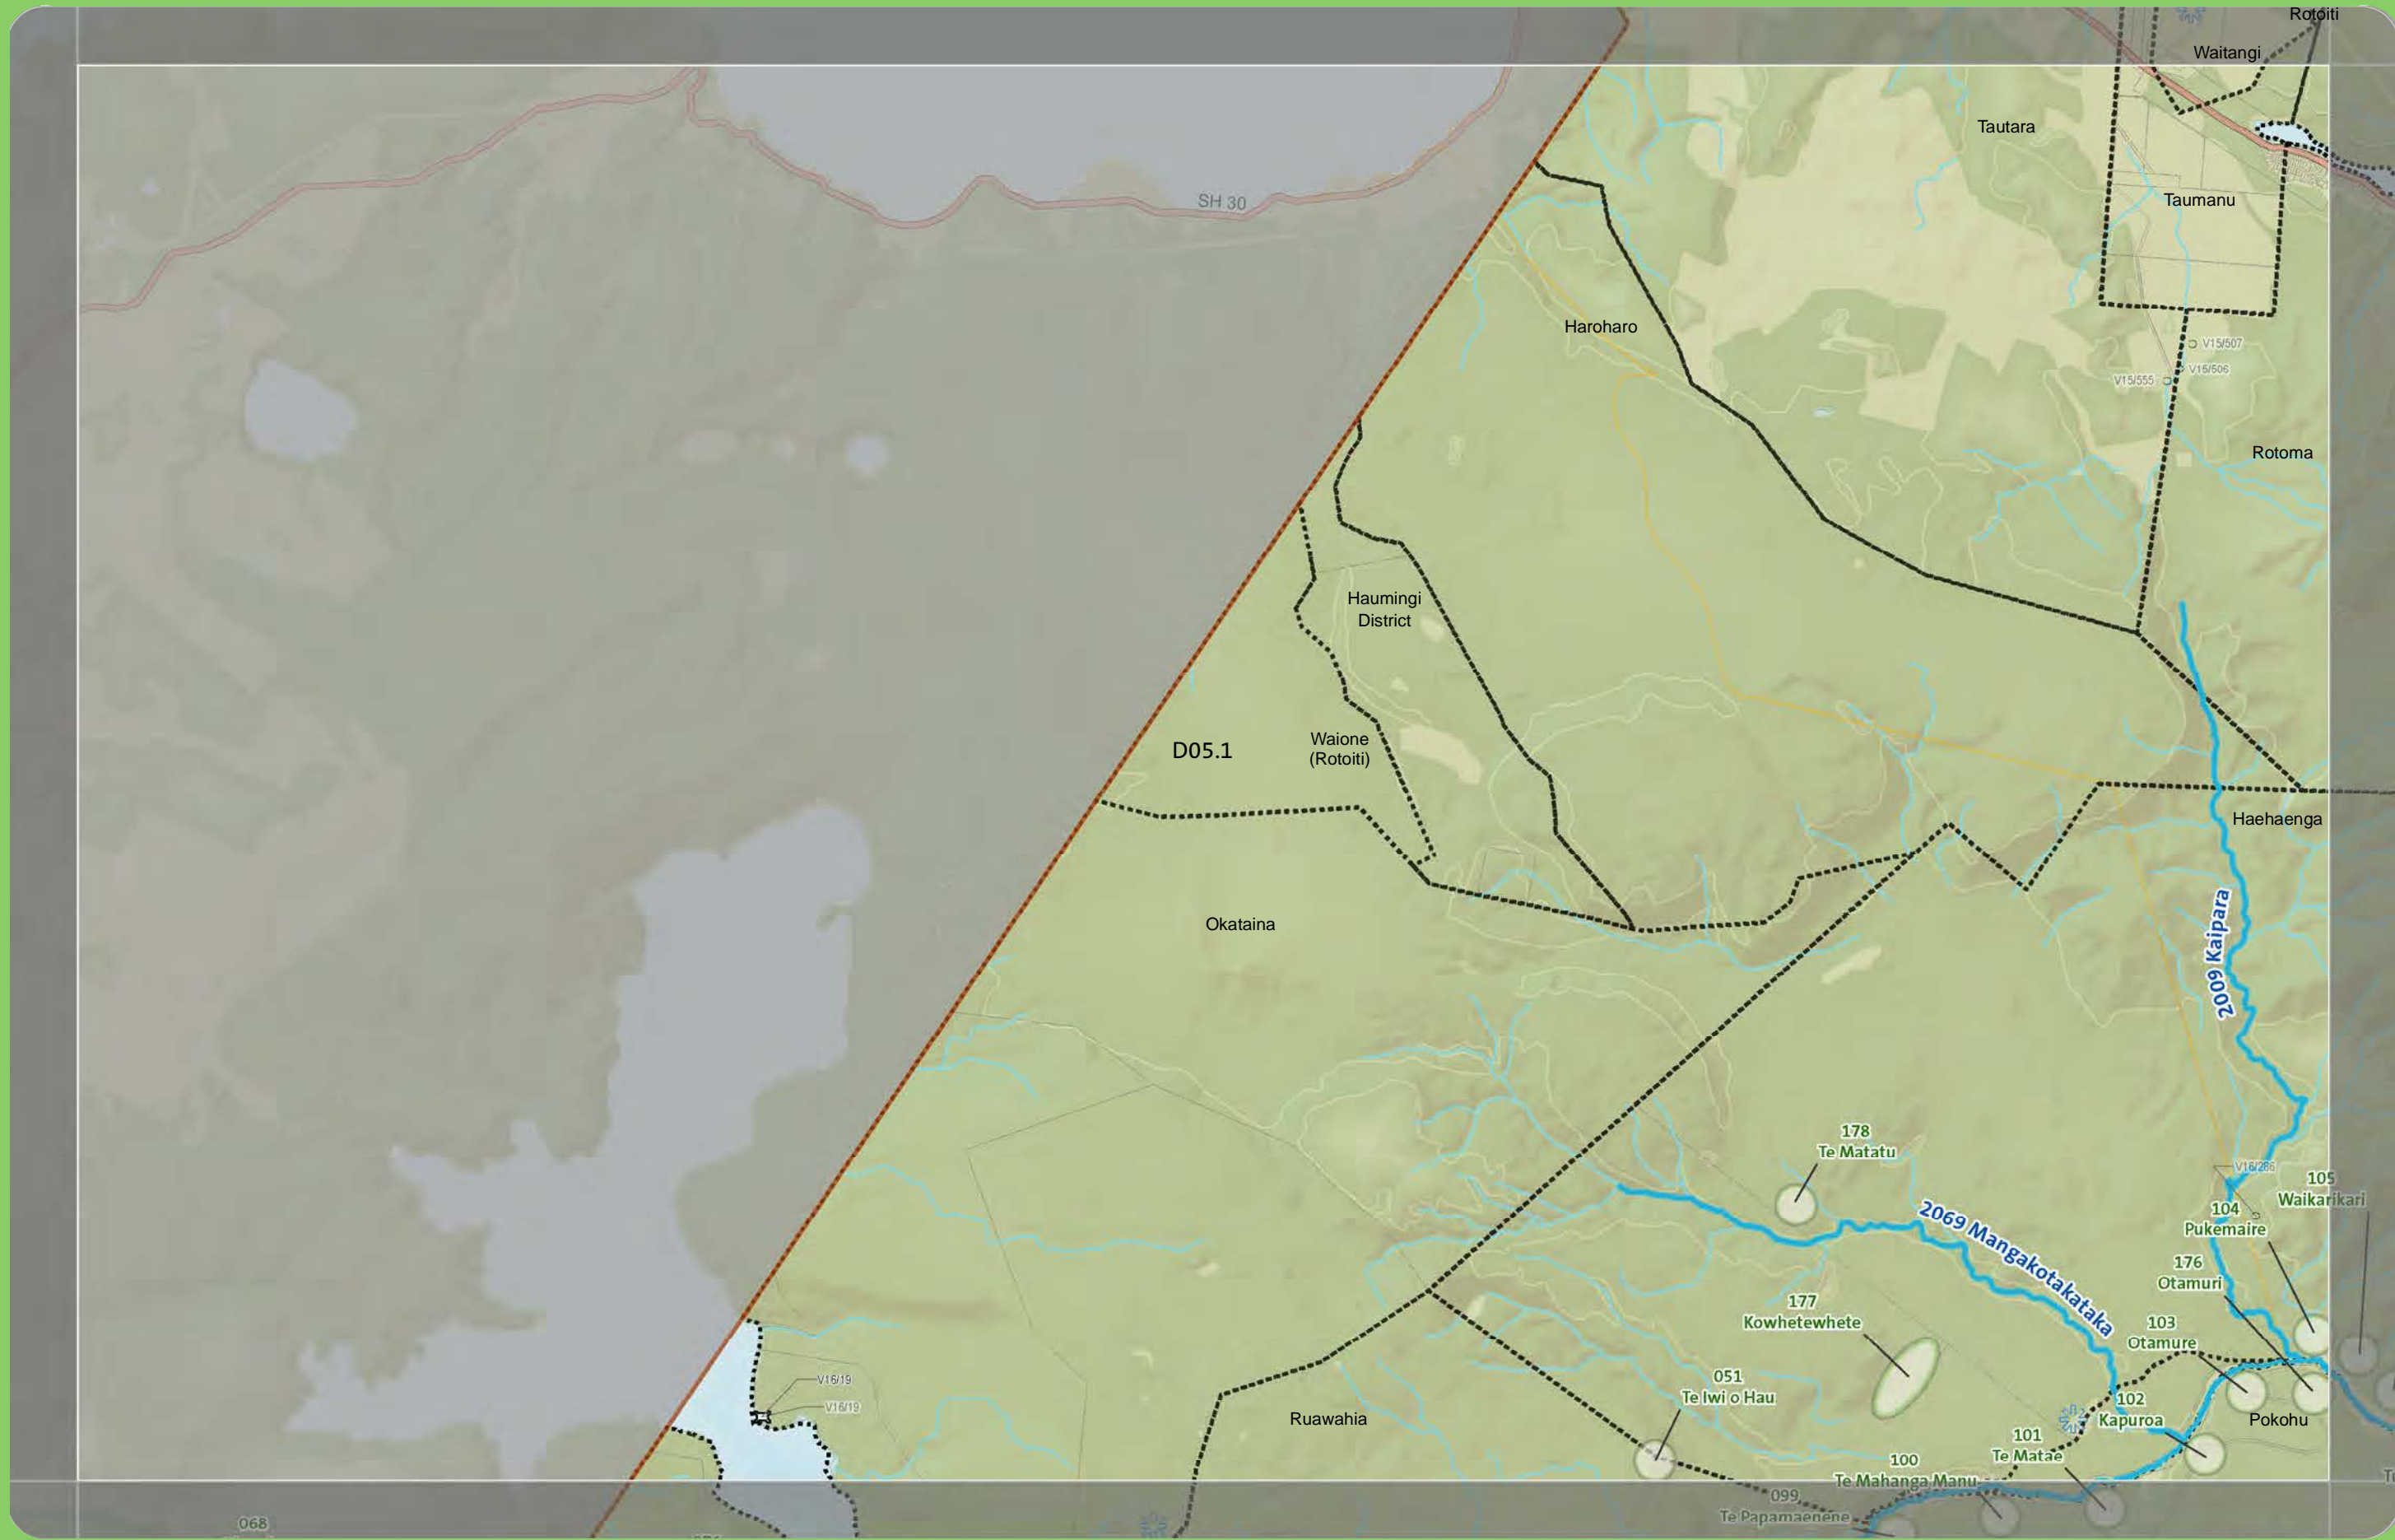 Rotoiti
Waitangi
Tautara
SH 30
Taumanu
Haroharo
V15/507
V15/506
V15/555
Rotoma
Haumingi
District
Waione
(Rotoiti)
D05.1
Haehaenga
Okataina
2009 Kaipara
178
Te Matatu
V16/286
105
Waikarikari
104
Pukemaire
2069 Mangakotakataka
176
Otamuri
177
Kowhetewhete
103
Otamure
051
Te Iwi o Hau
V16/19
V16/19
102
Kapuroa
Ruawahia
Pokohu
101
Te Matae
100
Te Mahanga Manu
099
Te Papamaenene
068